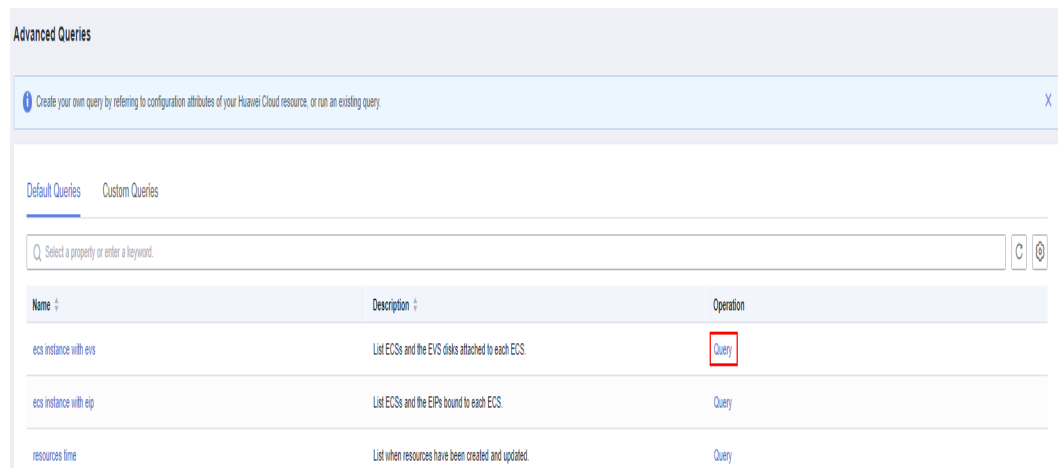 Advanced Queries
Create your own query by referring to configuration attributes of your Huawei Cloud resource, or run an existing query.
Default Queries Custom Queries
Select a property or enter a keyword.
Name Description Operation
ecs instance with evs List ECSs and the EVS disks attached to each ECS. Query
ecs instance with eip List ECSs and the EIPs bound to each ECS. Query
resources time List when resources have been created and updated. Query